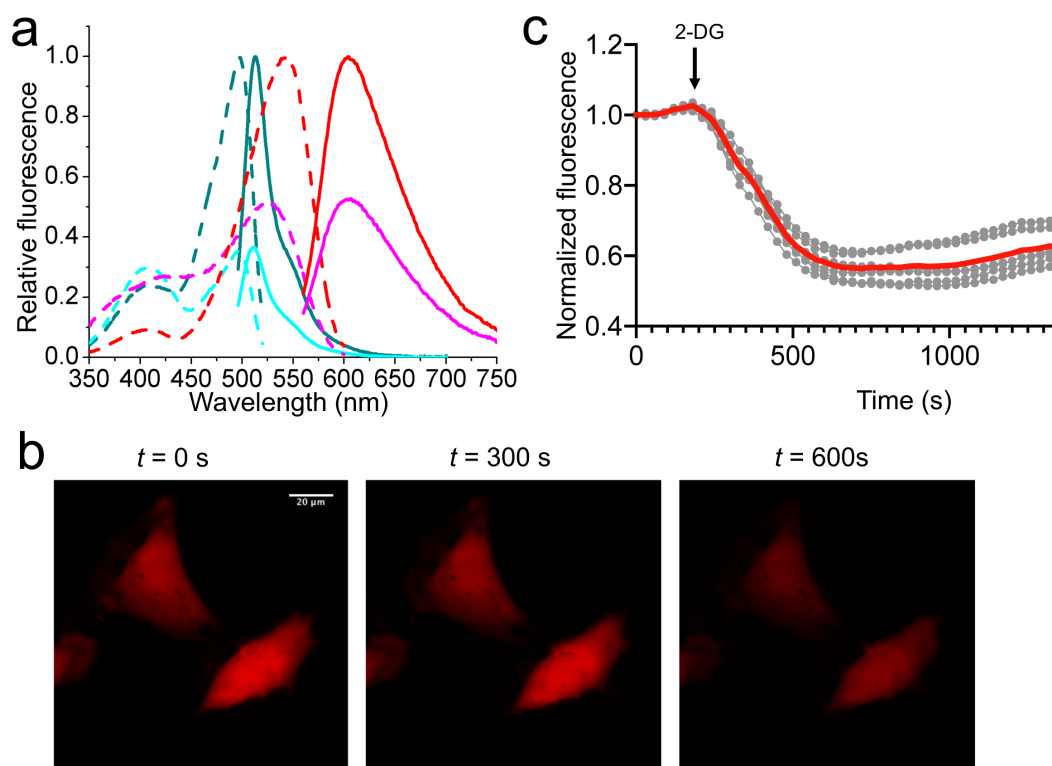 a
Relative fluorescence
1.0
0.8
0.6
0.4
0.2
0.0
350 400 450 500 550 600 650 700 750
Wavelength (nm)
c
2-DG
Normalized fluorescence
1.2
1.0
0.8
0.6
0.4
0 500 1000
Time (s)
b
t = 0 s
t = 300 s
t = 600s
20 µm